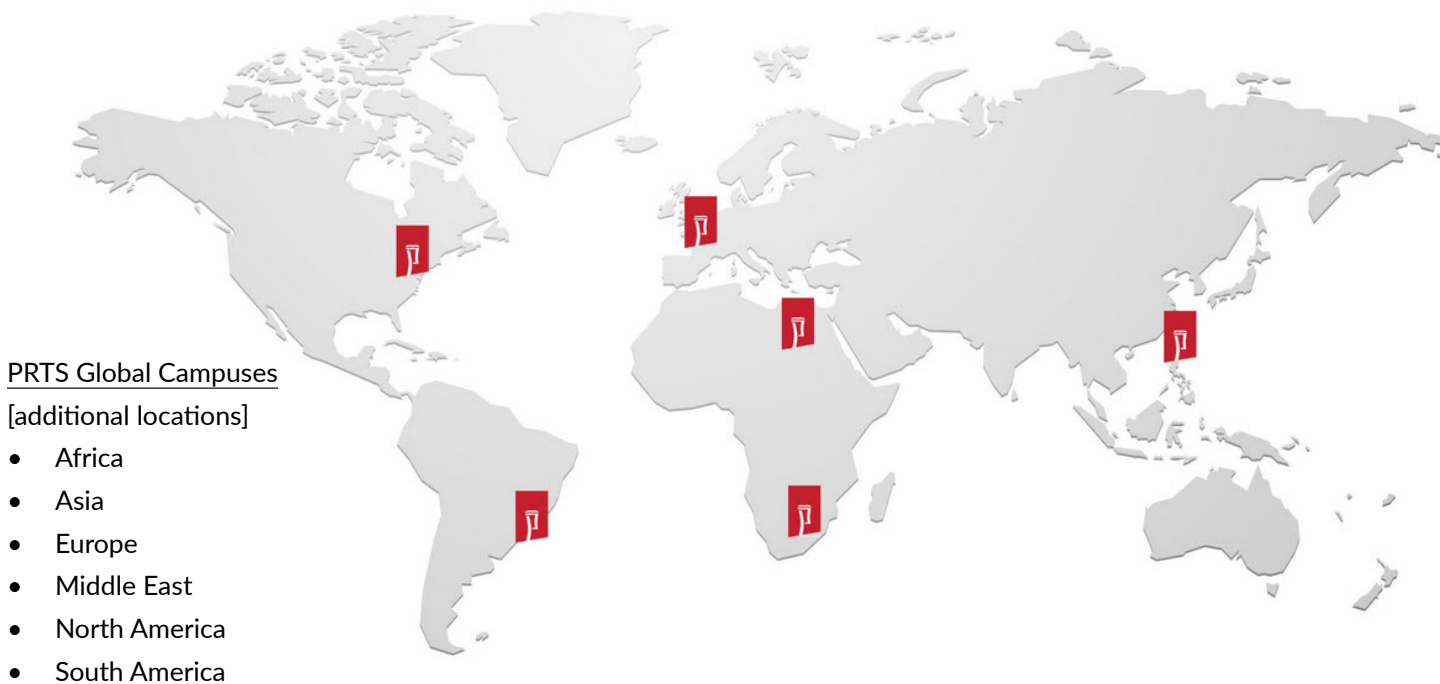 PRTS Global Campuses
[additional locations]
• Africa
• Asia
• Europe
• Middle East
• North America
• South America